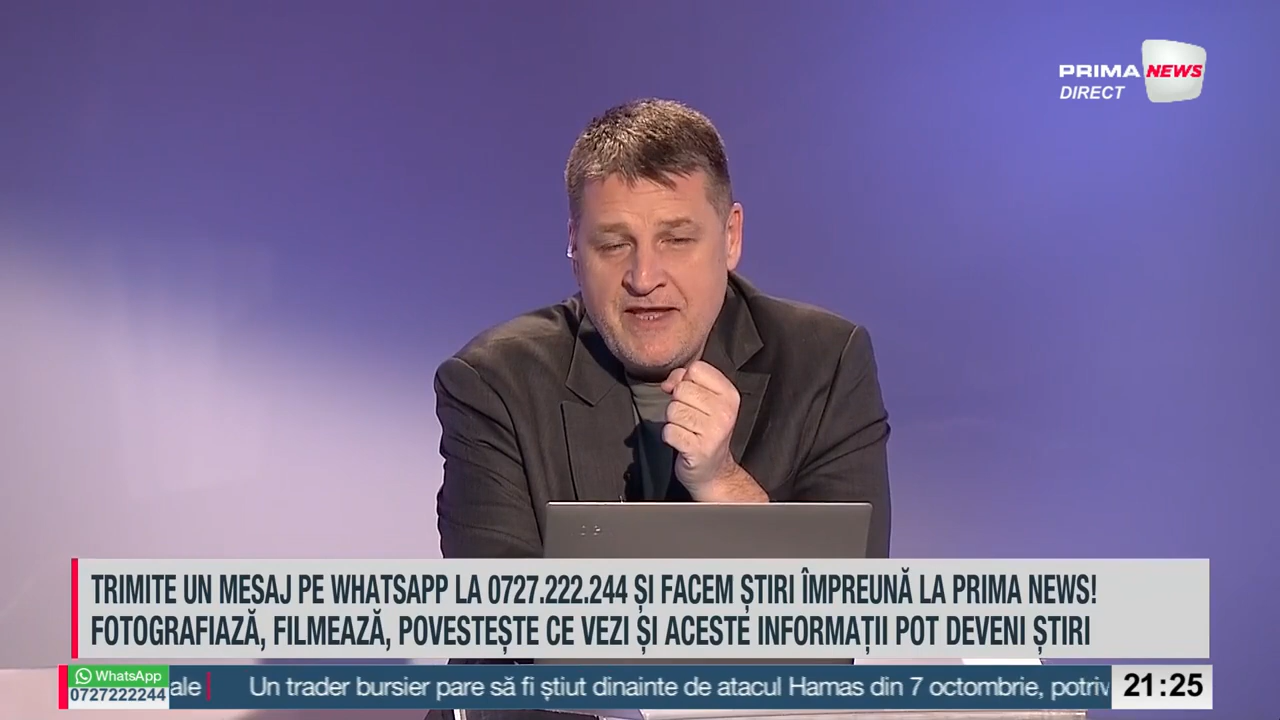 PRIMA NEWS
DIRECT
TRIMITE UN MESAJ PE WHATSAPP LA 0727.222.244 ȘI FACEM ȘTIRI ÎMPREUNĂ LA PRIMA NEWS!
FOTOGRAFIAZĂ, FILMEAZĂ, POVESTEȘTE CE VEZI ȘI ACESTE INFORMAȚII POT DEVENI ȘTIRI
WhatsApp
0727222244
ale Un trader bursier pare să fi știut dinainte de atacul Hamas din 7 octombrie, potriv
21:25